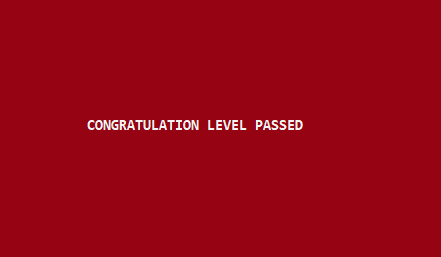 CONGRATULATION LEVEL PASSED